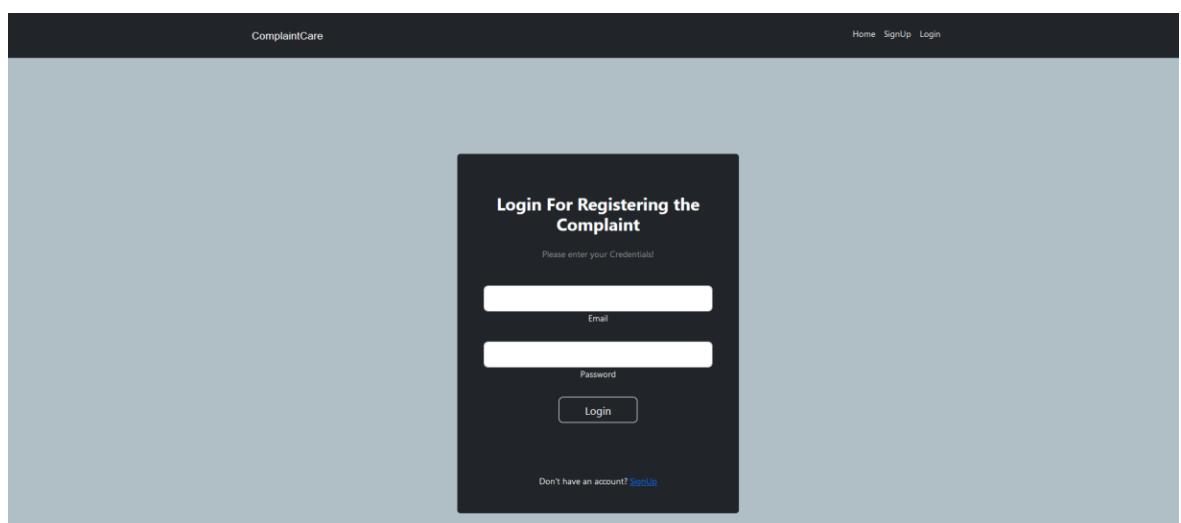 ComplaintCare
Home SignUp Login
Login For Registering the
Complaint
Please enter your Credentials!
Email
Password
Login
Don't have an account? SignUp